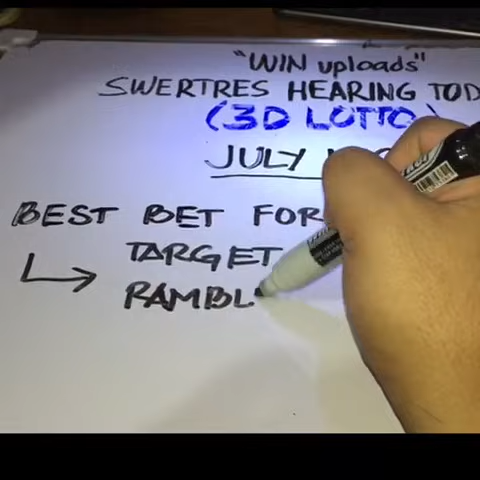 "WIN uploads"
SWERTRES HEARING TOD
(3D LOTTO)
JULY
BEST BET FOR
TARGET
RAMBL